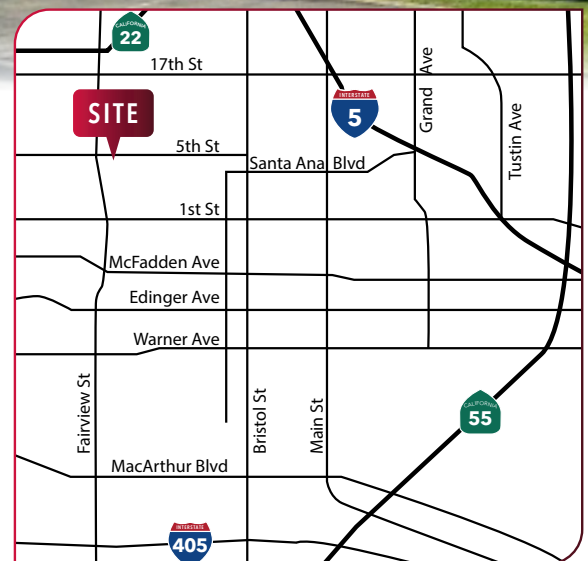 CALIFORNIA
22
17th St
Grand Ave
SITE
INTERSTATE
5
Tustin Ave
5th St
Santa Ana Blvd
1st St
McFadden Ave
Edinger Ave
Warner Ave
Fairview St
Bristol St
Main St
CALIFORNIA
55
MacArthur Blvd
INTERSTATE
405